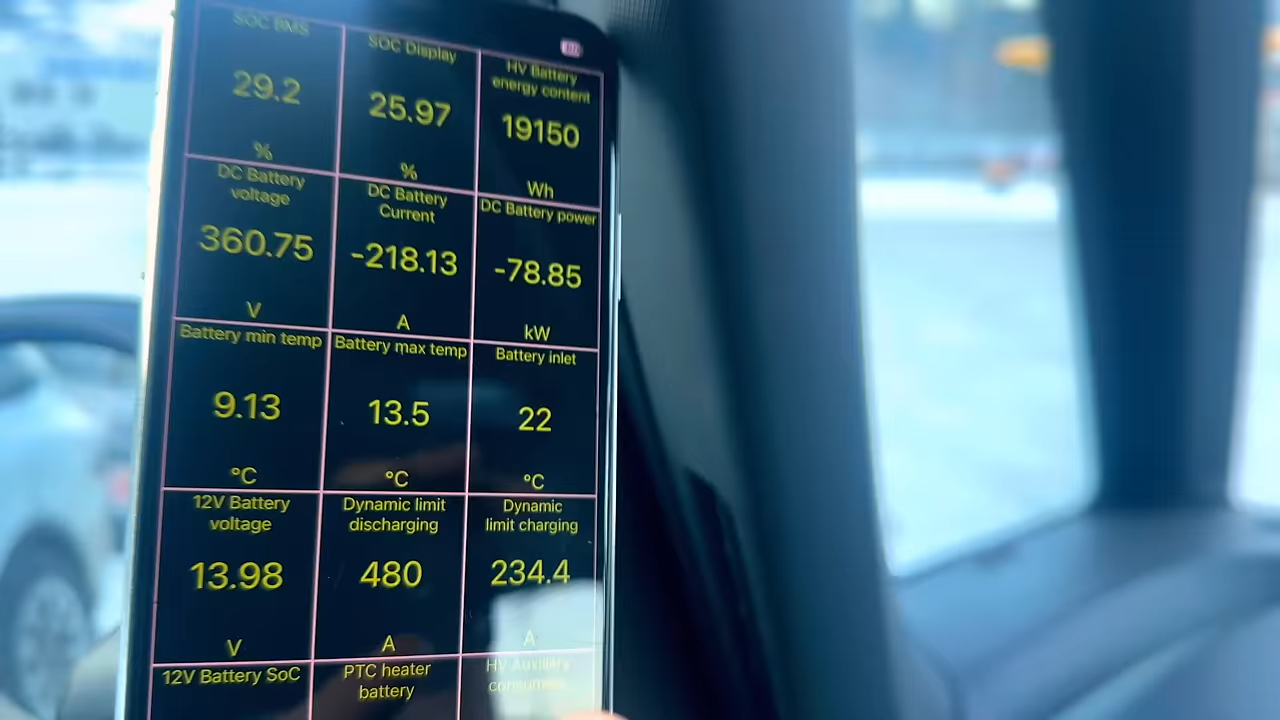 SOC BMS
29.2
%
SOC Display
25.97
%
HV Battery
energy content
19150
Wh
DC Battery
voltage
360.75
V
DC Battery
Current
-218.13
A
DC Battery power
-78.85
kW
Battery min temp
9.13
°C
Battery max temp
13.5
°C
Battery inlet
22
°C
12V Battery
voltage
13.98
V
Dynamic limit
discharging
480
A
Dynamic
limit charging
234.4
A
12V Battery SoC
PTC heater
battery
HV Auxiliary